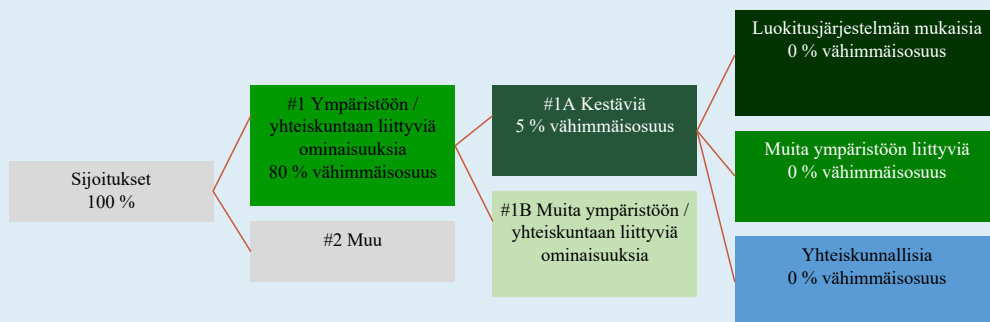 Sijoitukset
100 %
#1 Ympäristöön /
yhteiskuntaan liittyviä
ominaisuuksia
80 % vähimmäisosuus
#2 Muu
#1A Kestäviä
5 % vähimmäisosuus
#1B Muita ympäristöön /
yhteiskuntaan liittyviä
ominaisuuksia
Luokitusjärjestelmän mukaisia
0 % vähimmäisosuus
Muita ympäristöön liittyviä
0 % vähimmäisosuus
Yhteiskunnallisia
0 % vähimmäisosuus